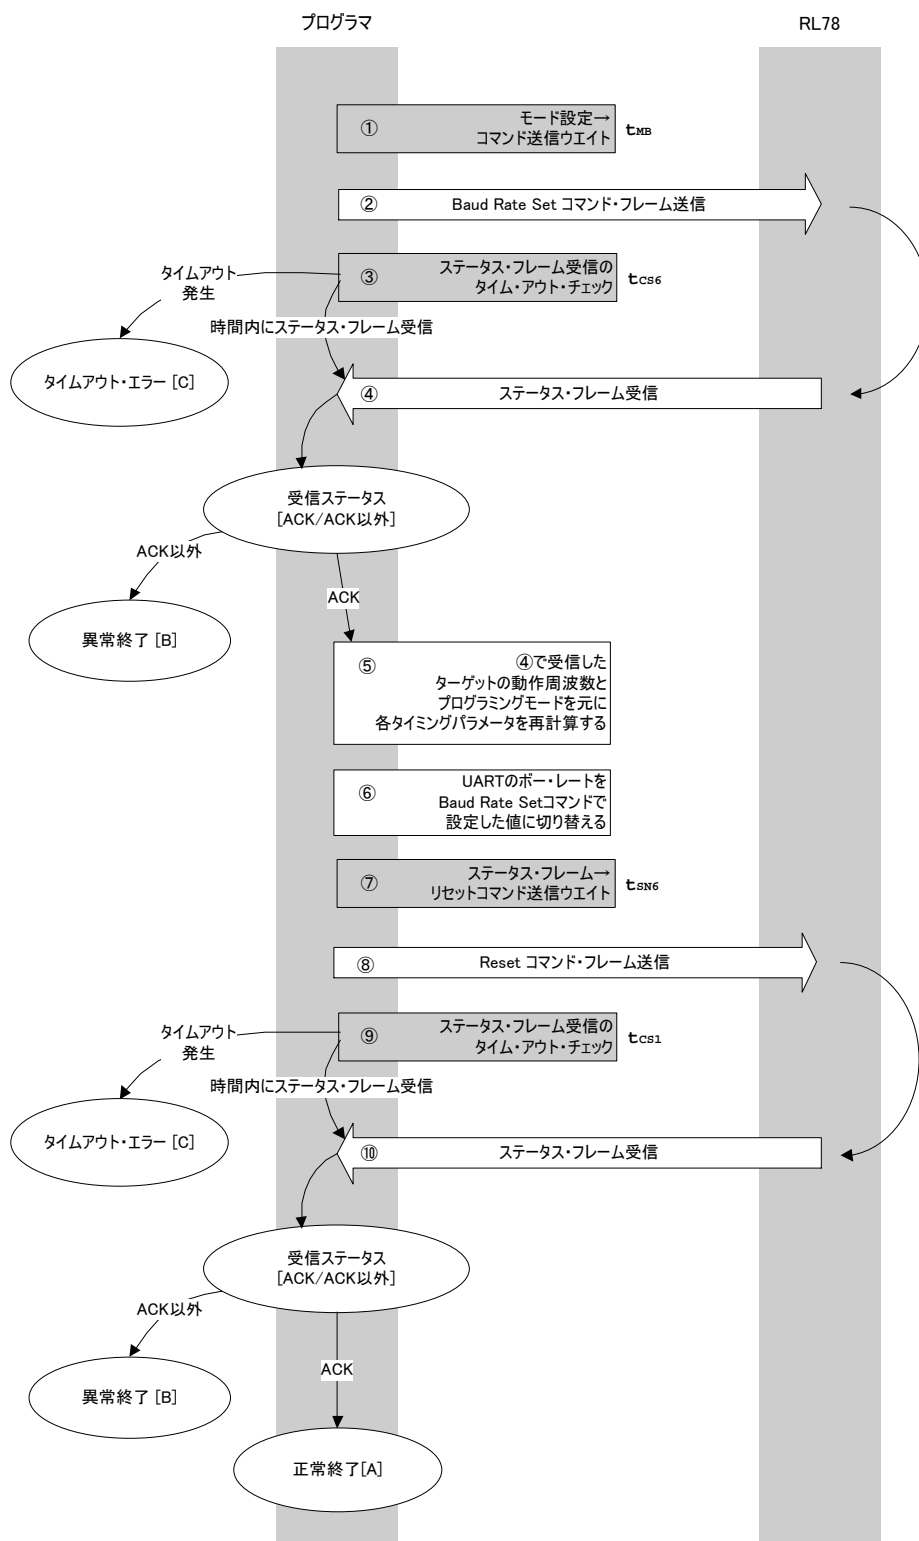 プログラマ
RL78
① モード設定→
コマンド送信ウエイト
tMB
② Baud Rate Set コマンド・フレーム送信
タイムアウト
発生
③ ステータス・フレーム受信の
タイム・アウト・チェック
tCS6
時間内にステータス・フレーム受信
タイムアウト・エラー [C]
④ ステータス・フレーム受信
受信ステータス
[ACK/ACK以外]
ACK以外
ACK
異常終了 [B]
⑤ ④で受信した
ターゲットの動作周波数と
プログラミングモードを元に
各タイミングパラメータを再計算する
⑥ UARTのボー・レートを
Baud Rate Setコマンドで
設定した値に切り替える
⑦ ステータス・フレーム→
リセットコマンド送信ウエイト
tSN6
⑧ Reset コマンド・フレーム送信
タイムアウト
発生
⑨ ステータス・フレーム受信の
タイム・アウト・チェック
tCS1
時間内にステータス・フレーム受信
タイムアウト・エラー [C]
⑩ ステータス・フレーム受信
受信ステータス
[ACK/ACK以外]
ACK以外
ACK
異常終了 [B]
正常終了[A]